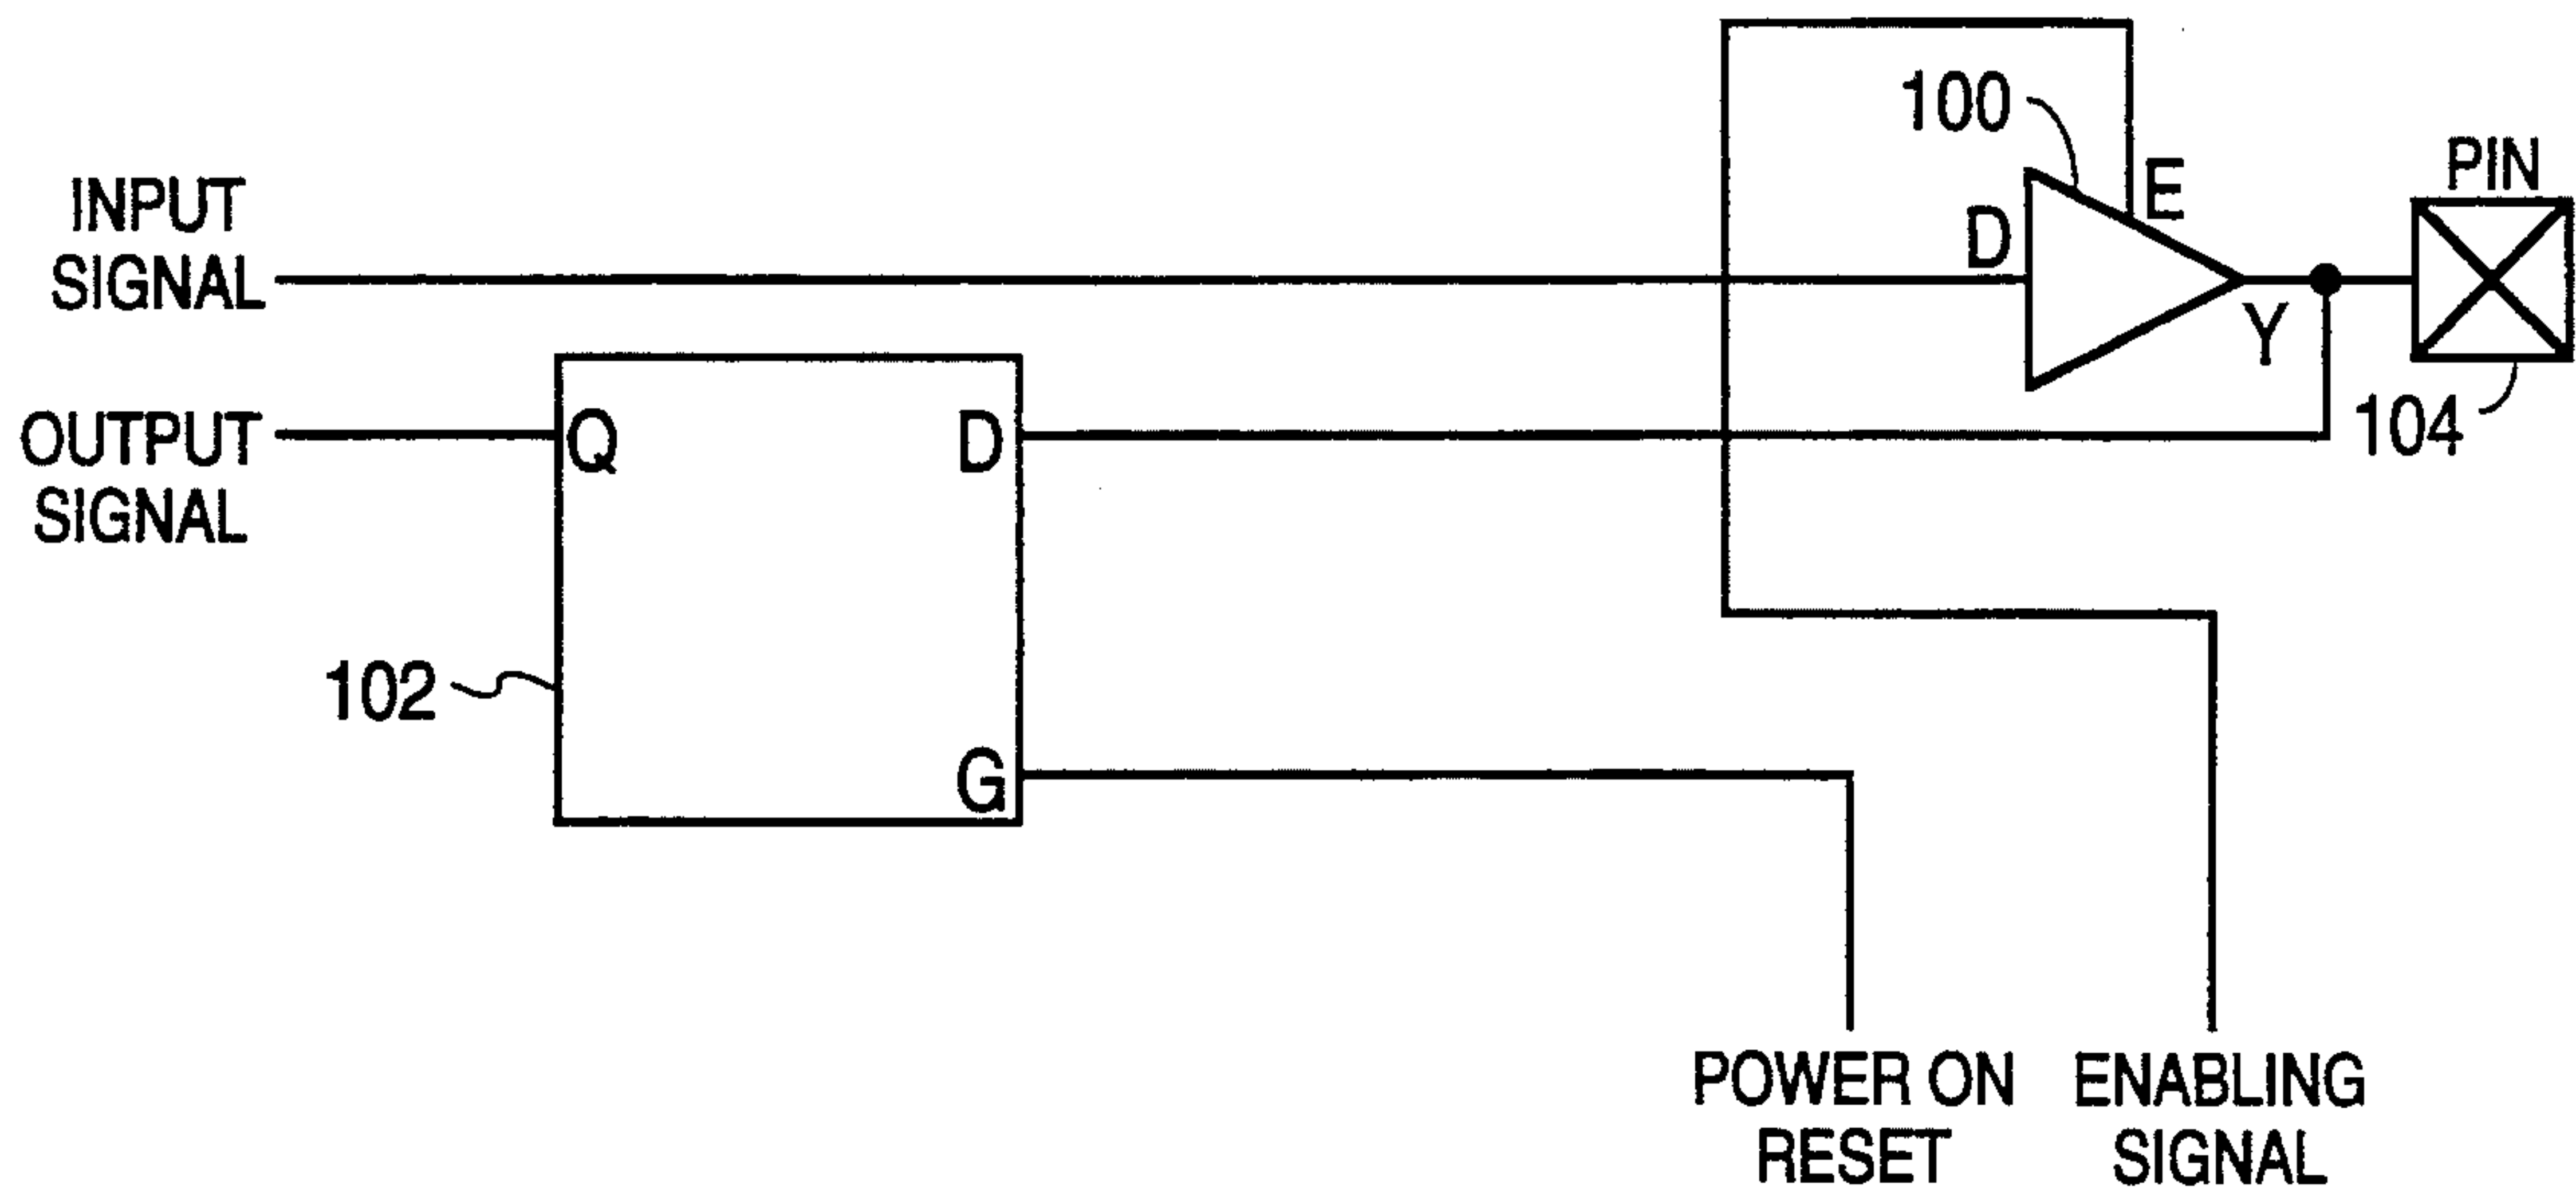 100
E
PIN
INPUT
SIGNAL
D
Y
104
OUTPUT
SIGNAL
Q
D
102
G
POWER ON
RESET
ENABLING
SIGNAL